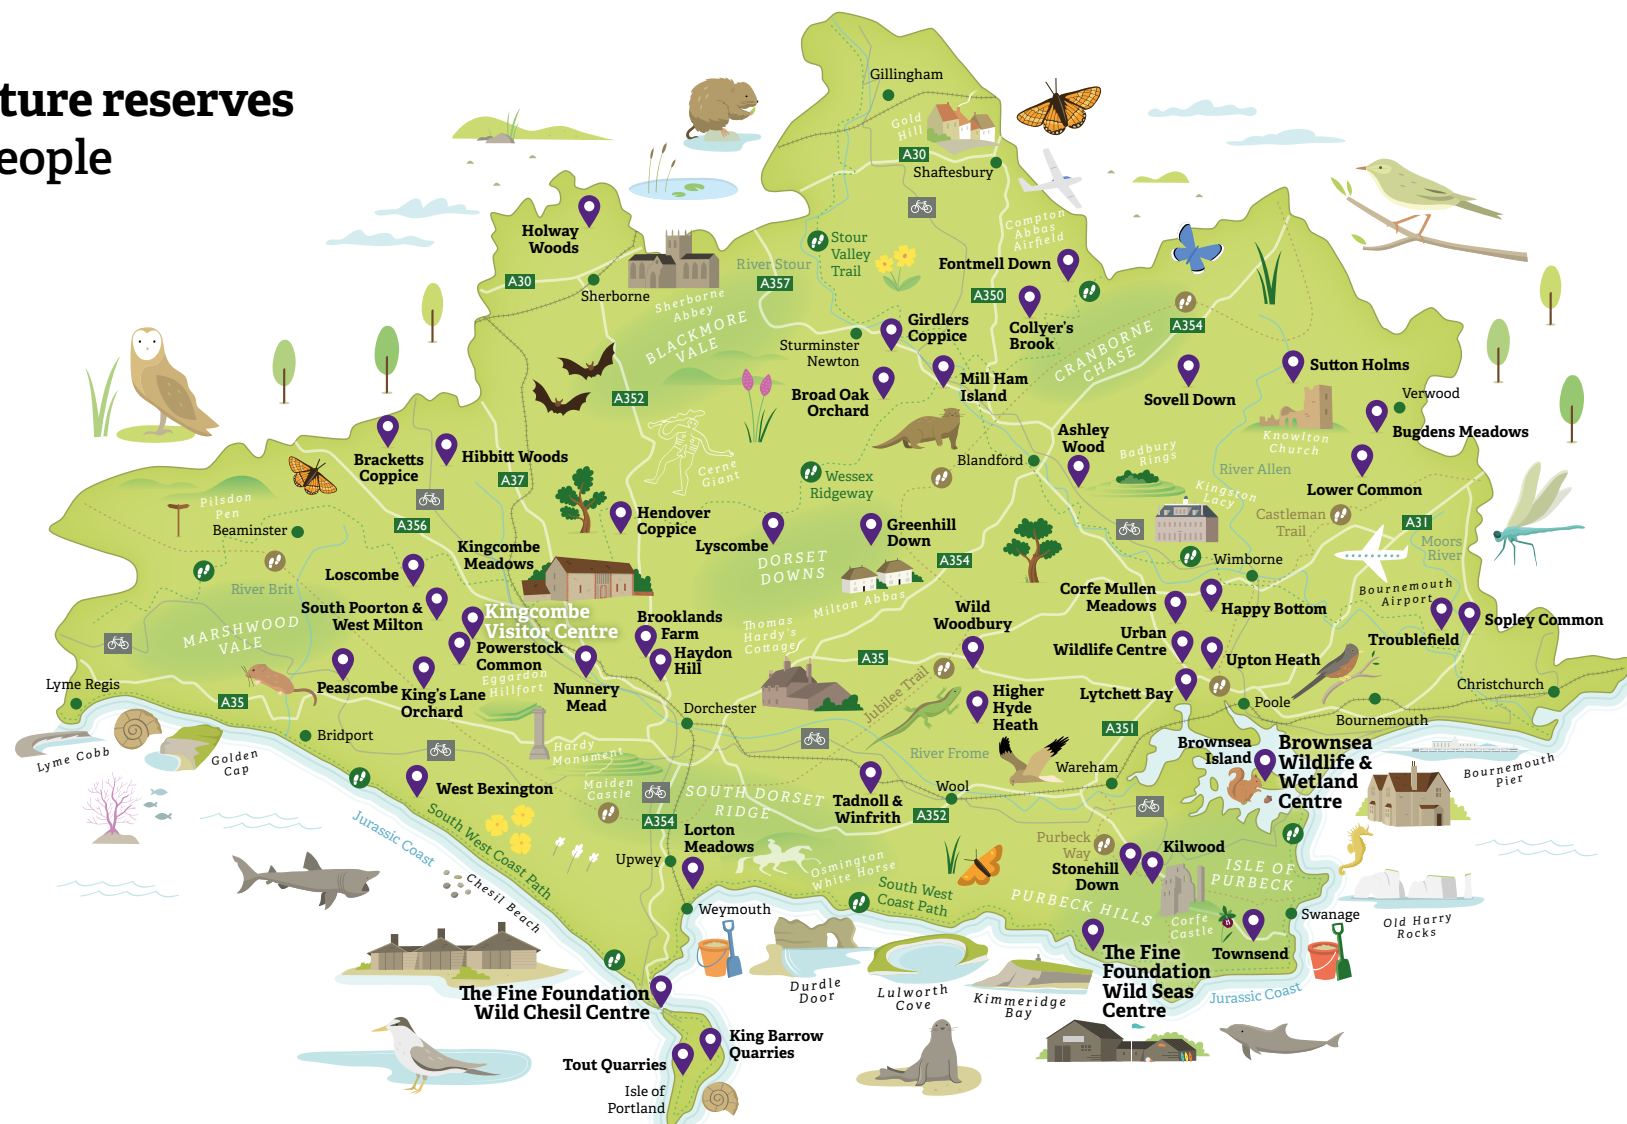 ture reserves
eople
Gillingham
Gold
Hill
A30
Shaftesbury
Holway
Woods
Compton
Abbas
Airfield
Stour
Valley
Trail
River Stour
A357
Fontmell Down
A30
Sherborne
Sherborne
Abbey
BLACKMORE
VALE
A350
Collyer's
Brook
Girdlers
Coppice
Sturminster
Newton
CRANBORNE
CHASE
A354
Mill Ham
Island
Broad Oak
Orchard
Sovell Down
Sutton Holms
Verwood
Bugdens Meadows
Knowlton
Church
A352
Bracketts
Coppice
Hibbitt Woods
Cerne
Giant
Ashley
Wood
Blandford
Badbury
Rings
River Allen
Kingston
Lacy
Lower Common
A37
Wessex
Ridgeway
Pilsdon
Pen
Beaminster
A356
Hendover
Coppice
Lyscombe
Greenhill
Down
Castleman
Trail
A31
Moors
River
Kingcombe
Meadows
DORSET
DOWNS
A354
Wimborne
Loscombe
River Brit
Milton Abbas
Corfe Mullen
Meadows
Happy Bottom
Bournemouth
Airport
South Poorton &
West Milton
Kingcombe
Visitor Centre
Brooklands
Farm
Haydon
Hill
Thomas
Hardy's
Cottage
Wild
Woodbury
Troublefield
Sopley Common
MARSHWOOD
VALE
Powerstock
Common
Eggardon
Hillfort
Urban
Wildlife Centre
Upton Heath
A35
Peascombe
King's Lane
Orchard
Nunnery
Mead
Jubilee Trail
Higher
Hyde
Heath
Lytchett Bay
Christchurch
Lyme Regis
A35
Dorchester
Poole
Bournemouth
A351
Bridport
Lyme Cobb
Golden
Cap
Hardy
Monument
River Frome
Brownsea
Island
Brownsea
Wildlife &
Wetland
Centre
Bournemouth
Pier
Wareham
West Bexington
Maiden
Castle
SOUTH DORSET
RIDGE
Tadnoll &
Winfrith
Wool
A352
A354
Jurassic Coast
South West Coast Path
Lorton
Meadows
Upwey
Osmington
White Horse
Purbeck
Way
Stonehill
Down
Kilwood
ISLE OF
PURBECK
Chesil Beach
South West
Coast Path
PURBECK HILLS
Corfe
Castle
Weymouth
Swanage
Old Harry
Rocks
Townsend
The Fine
Foundation
Wild Seas
Centre
Jurassic Coast
Durdle
Door
Lulworth
Cove
Kimmeridge
Bay
The Fine Foundation
Wild Chesil Centre
King Barrow
Quarries
Tout Quarries
Isle of
Portland